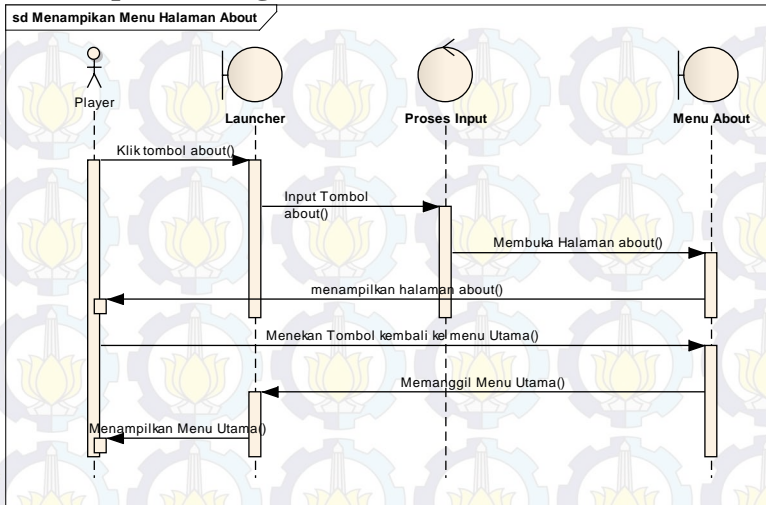 sd Menampikan Menu Halaman About
Player
Launcher
Proses Input
Menu About
Klik tombol about()
Input Tombol
about()
Membuka Halaman about()
menampilkan halaman about()
Menekan Tombol kembali ke menu Utama()
Memanggil Menu Utama()
Menampilkan Menu Utama()